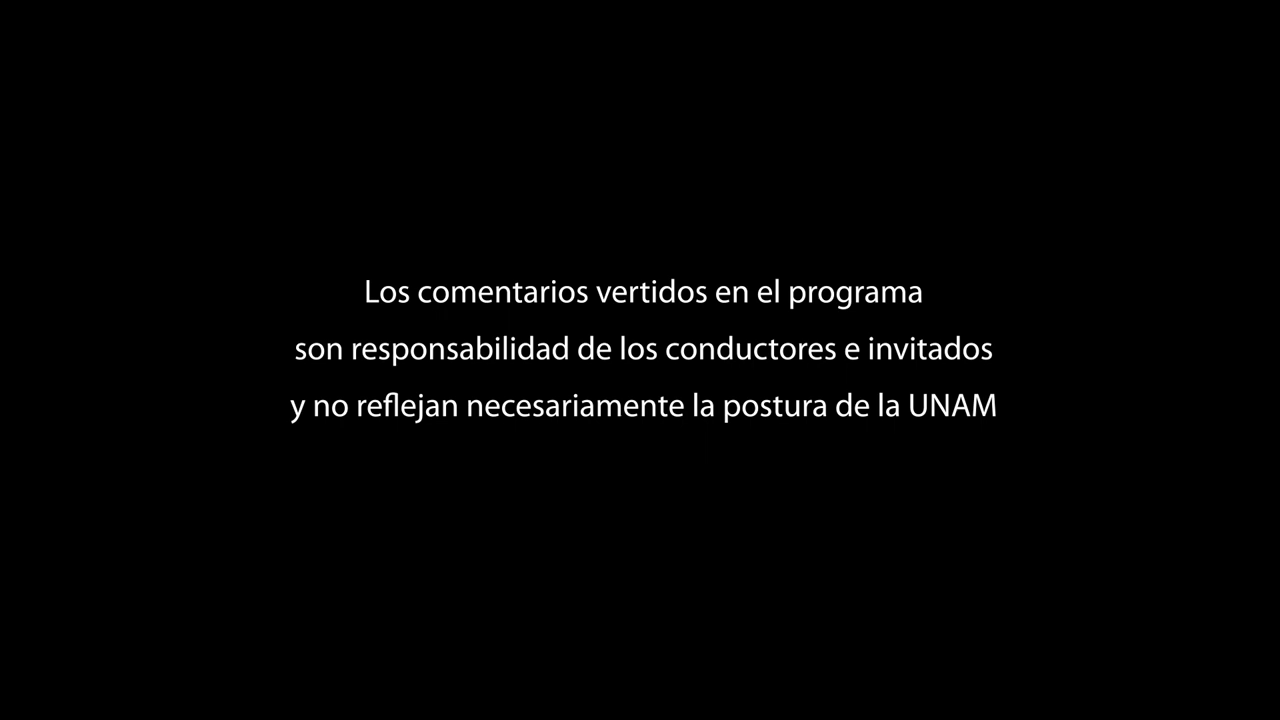 Los comentarios vertidos en el programa
son responsabilidad de los conductores e invitados
y no reflejan necesariamente la postura de la UNAM